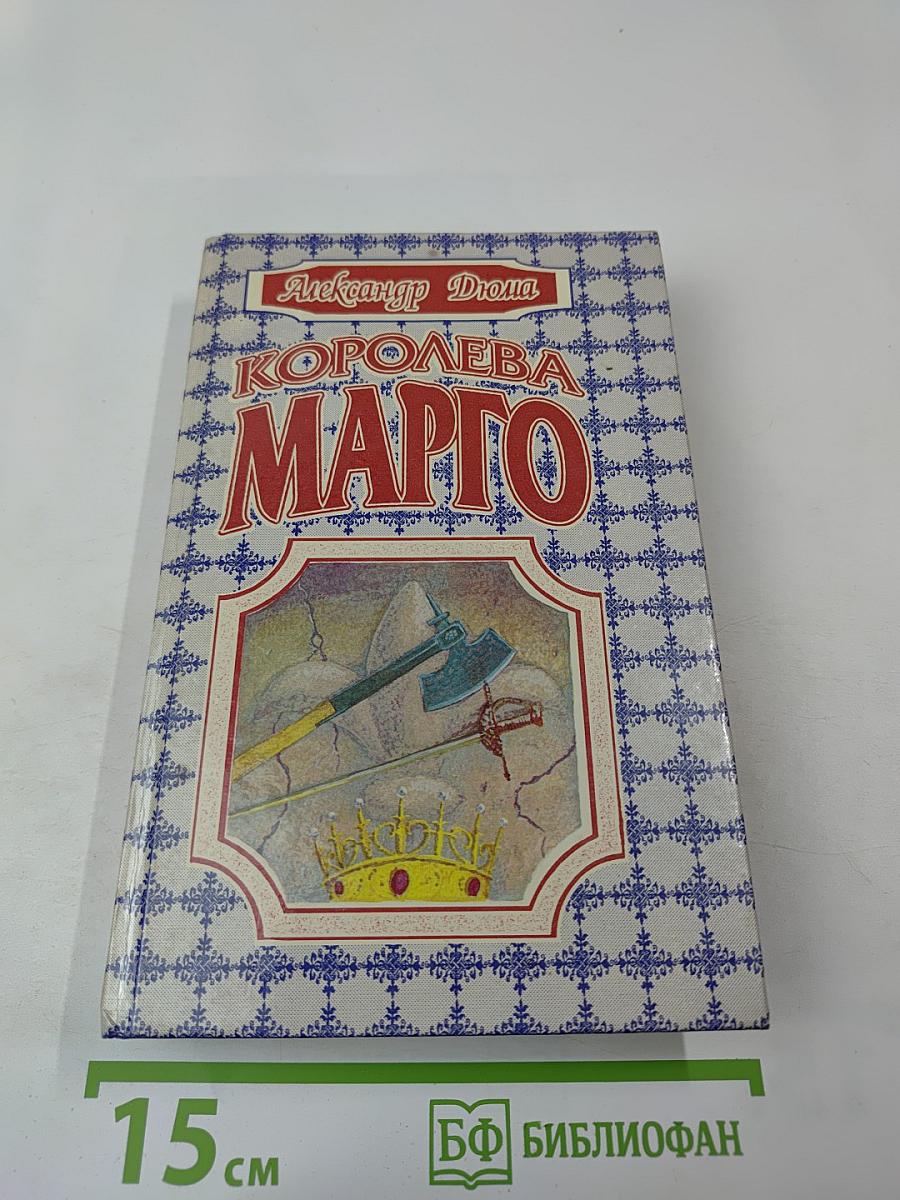 Александр Дюма
КОРОЛЕВА
МАРГО
15 см
БФ БИБЛИОФАН